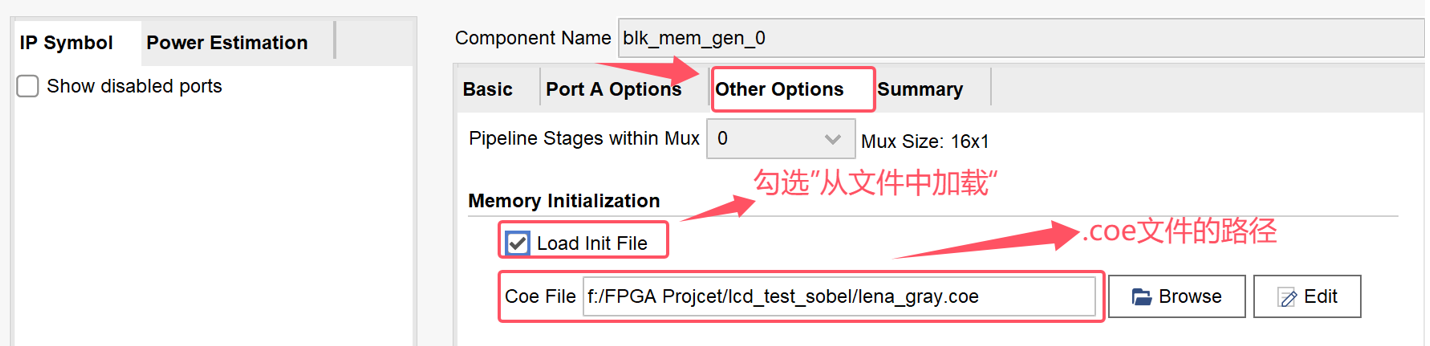 IP Symbol Power Estimation
Show disabled ports
Component Name blk_mem_gen_0
Basic Port A Options Other Options Summary
Pipeline Stages within Mux 0 Mux Size: 16x1
勾选”从文件中加载“
Memory Initialization
.coe文件的路径
Load Init File
Coe File f:/FPGA Projcet/lcd_test_sobel/lena_gray.coe Browse Edit